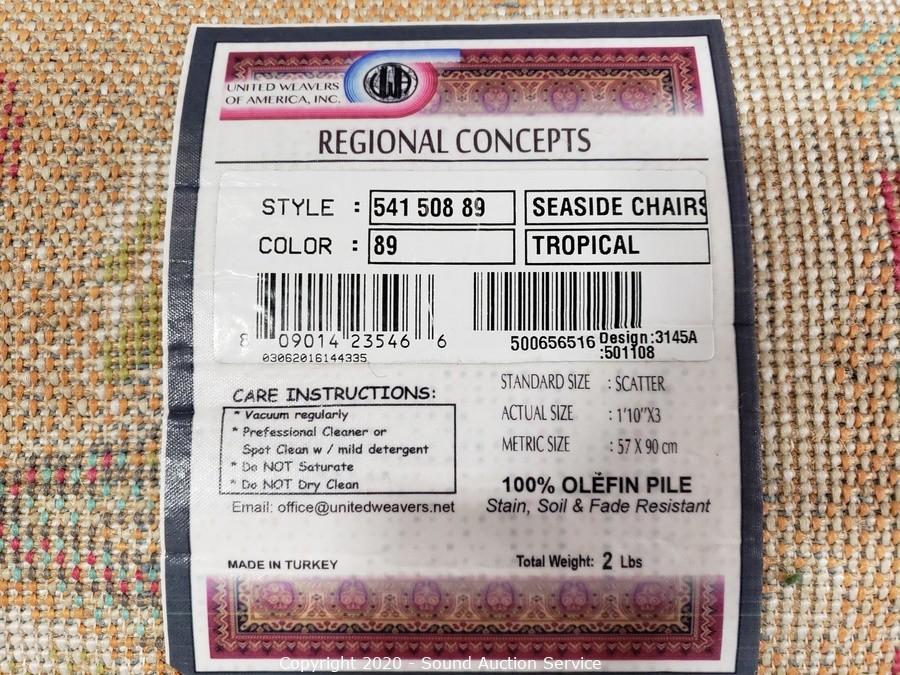 UNITED WEAVERS
OF AMERICA, INC.
UWA
REGIONAL CONCEPTS
STYLE : 541 508 89 SEASIDE CHAIRS
COLOR : 89 TROPICAL
8 09014 23546 6
03062016144335
500656516 Design:3145A
:501108
CARE INSTRUCTIONS:
* Vacuum regularly
* Prefessional Cleaner or
Spot Clean w / mild detergent
* Do NOT Saturate
* Do NOT Dry Clean
Email: office@unitedweavers.net
STANDARD SIZE : SCATTER
ACTUAL SIZE : 1'10"X3
METRIC SIZE : 57 X 90 cm
100% OLEFIN PILE
Stain, Soil & Fade Resistant
MADE IN TURKEY
Total Weight: 2 Lbs
Copyright 2020 - Sound Auction Service